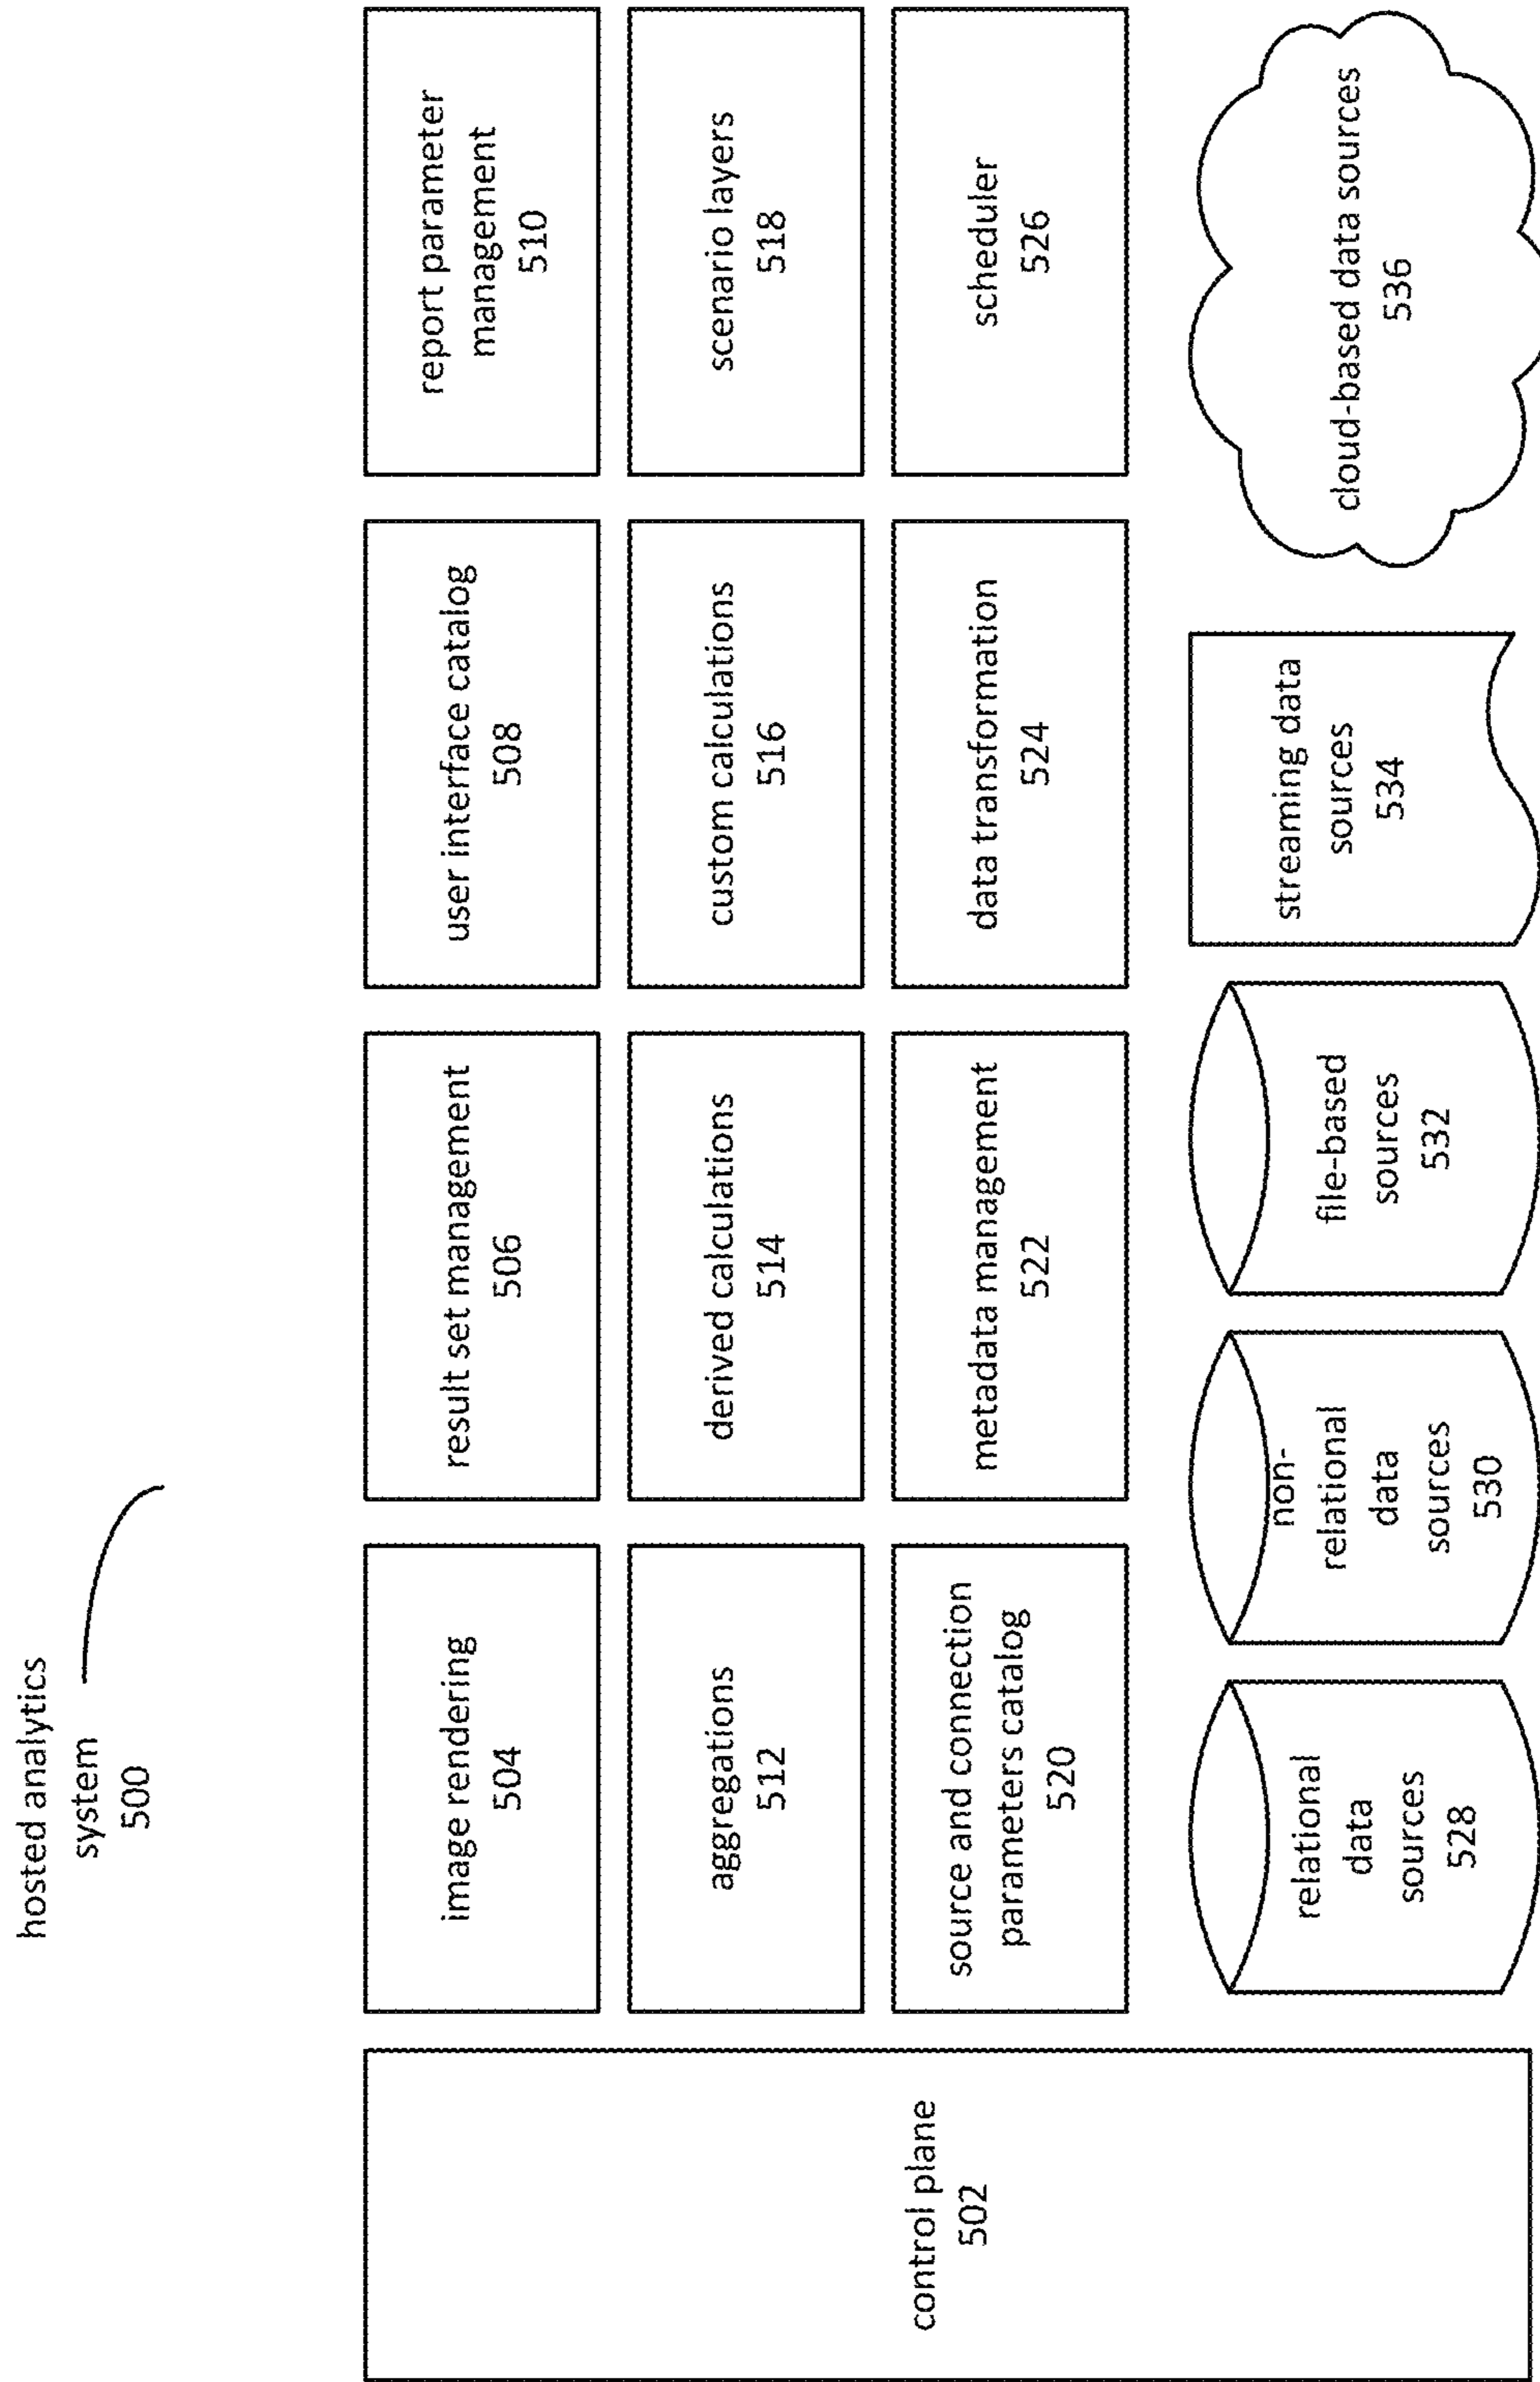 hosted analytics
system
500
control plane
502
image rendering
504
result set management
506
user interface catalog
508
report parameter
management
510
aggregations
512
derived calculations
514
custom calculations
516
scenario layers
518
source and connection
parameters catalog
520
metadata management
522
data transformation
524
scheduler
526
relational
data
sources
528
non-
relational
data
sources
530
file-based
sources
532
streaming data
sources
534
cloud-based data sources
536